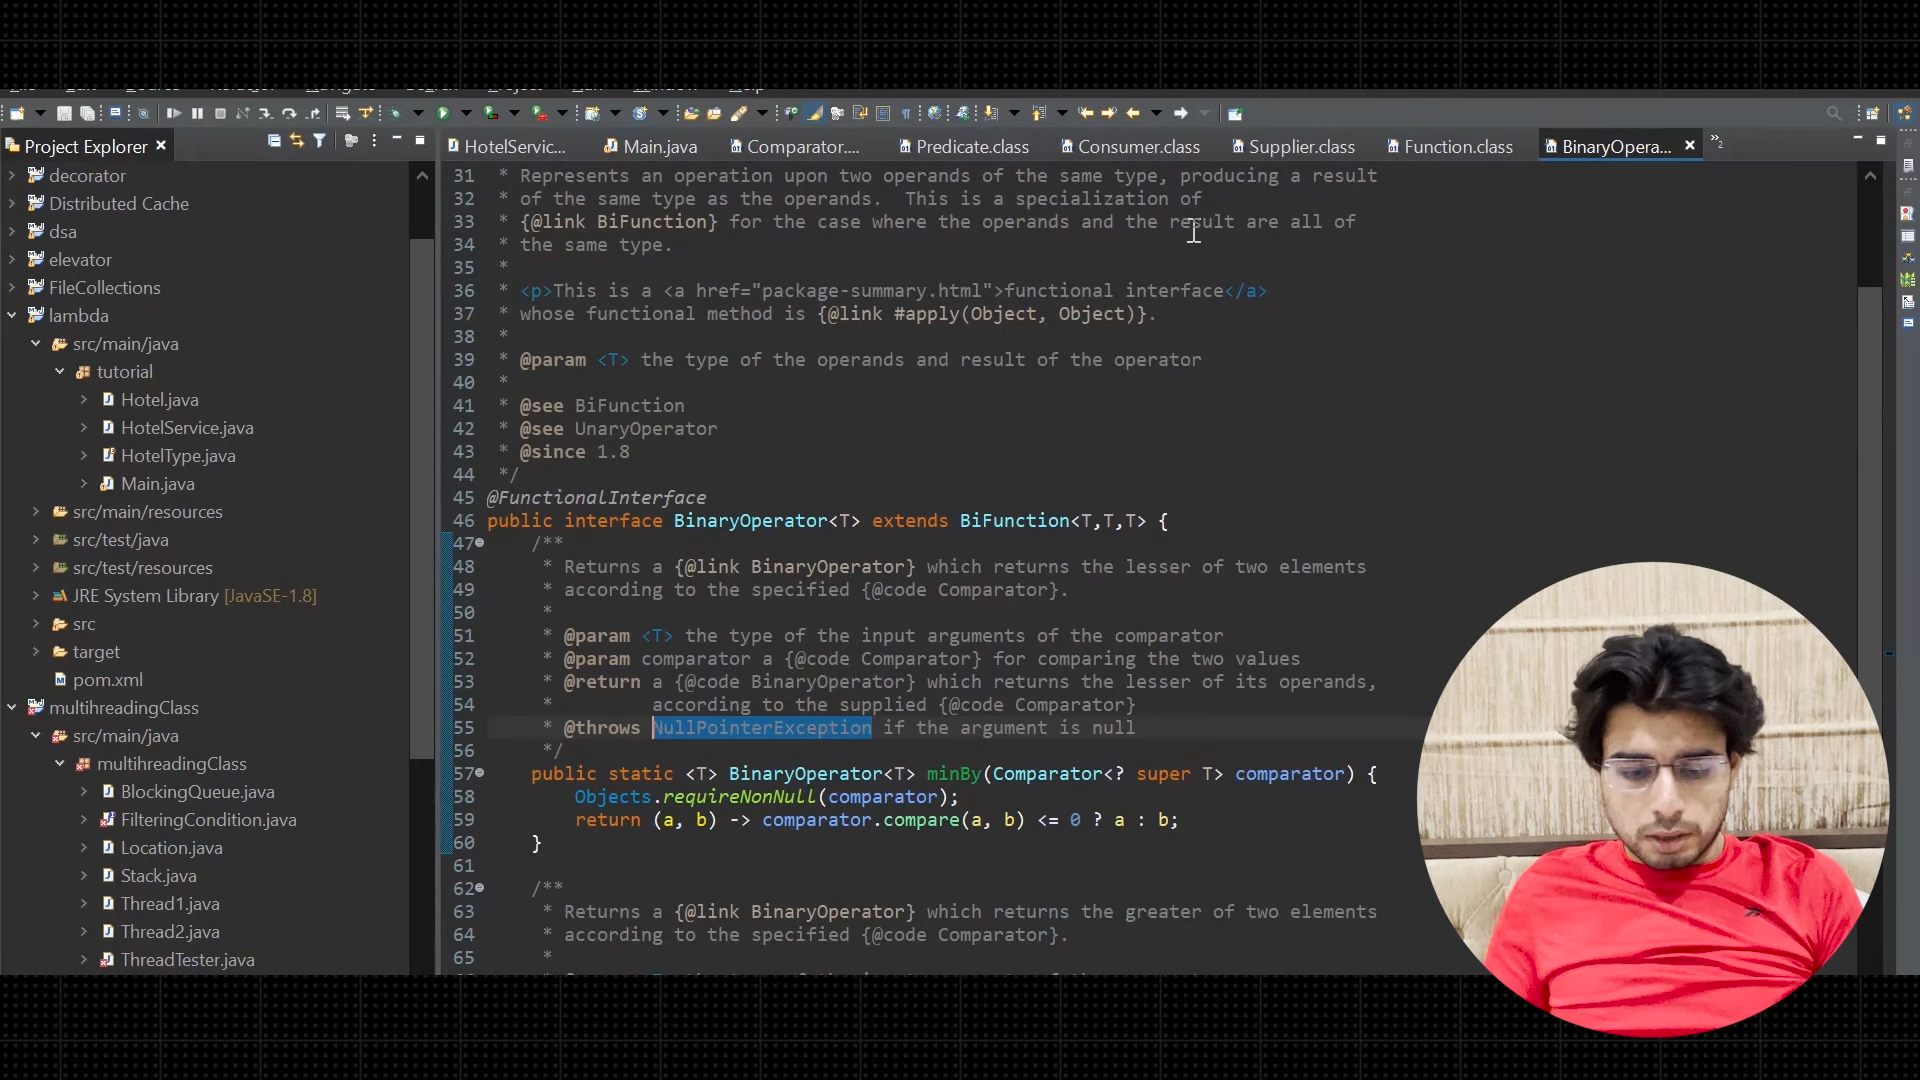 Project Explorer
HotelServic...
Main.java
Comparator....
Predicate.class
Consumer.class
Supplier.class
Function.class
BinaryOpera...
decorator
Distributed Cache
dsa
elevator
FileCollections
lambda
src/main/java
tutorial
Hotel.java
HotelService.java
HotelType.java
Main.java
src/main/resources
src/test/java
src/test/resources
JRE System Library [JavaSE-1.8]
src
target
pom.xml
multihreadingClass
src/main/java
multihreadingClass
BlockingQueue.java
FilteringCondition.java
Location.java
Stack.java
Thread1.java
Thread2.java
ThreadTester.java
31 * Represents an operation upon two operands of the same type, producing a result
32 * of the same type as the operands.  This is a specialization of
33 * {@link BiFunction} for the case where the operands and the result are all of
34 * the same type.
35 *
36 * <p>This is a <a href="package-summary.html">functional interface</a>
37 * whose functional method is {@link #apply(Object, Object)}.
38 *
39 * @param <T> the type of the operands and result of the operator
40 *
41 * @see BiFunction
42 * @see UnaryOperator
43 * @since 1.8
44 */
45 @FunctionalInterface
46 public interface BinaryOperator<T> extends BiFunction<T,T,T> {
47 /**
48 * Returns a {@link BinaryOperator} which returns the lesser of two elements
49 * according to the specified {@code Comparator}.
50 *
51 * @param <T> the type of the input arguments of the comparator
52 * @param comparator a {@code Comparator} for comparing the two values
53 * @return a {@code BinaryOperator} which returns the lesser of its operands,
54 * according to the supplied {@code Comparator}
55 * @throws NullPointerException if the argument is null
56 */
57 public static <T> BinaryOperator<T> minBy(Comparator<? super T> comparator) {
58 Objects.requireNonNull(comparator);
59 return (a, b) -> comparator.compare(a, b) <= 0 ? a : b;
60 }
61
62 /**
63 * Returns a {@link BinaryOperator} which returns the greater of two elements
64 * according to the specified {@code Comparator}.
65 *